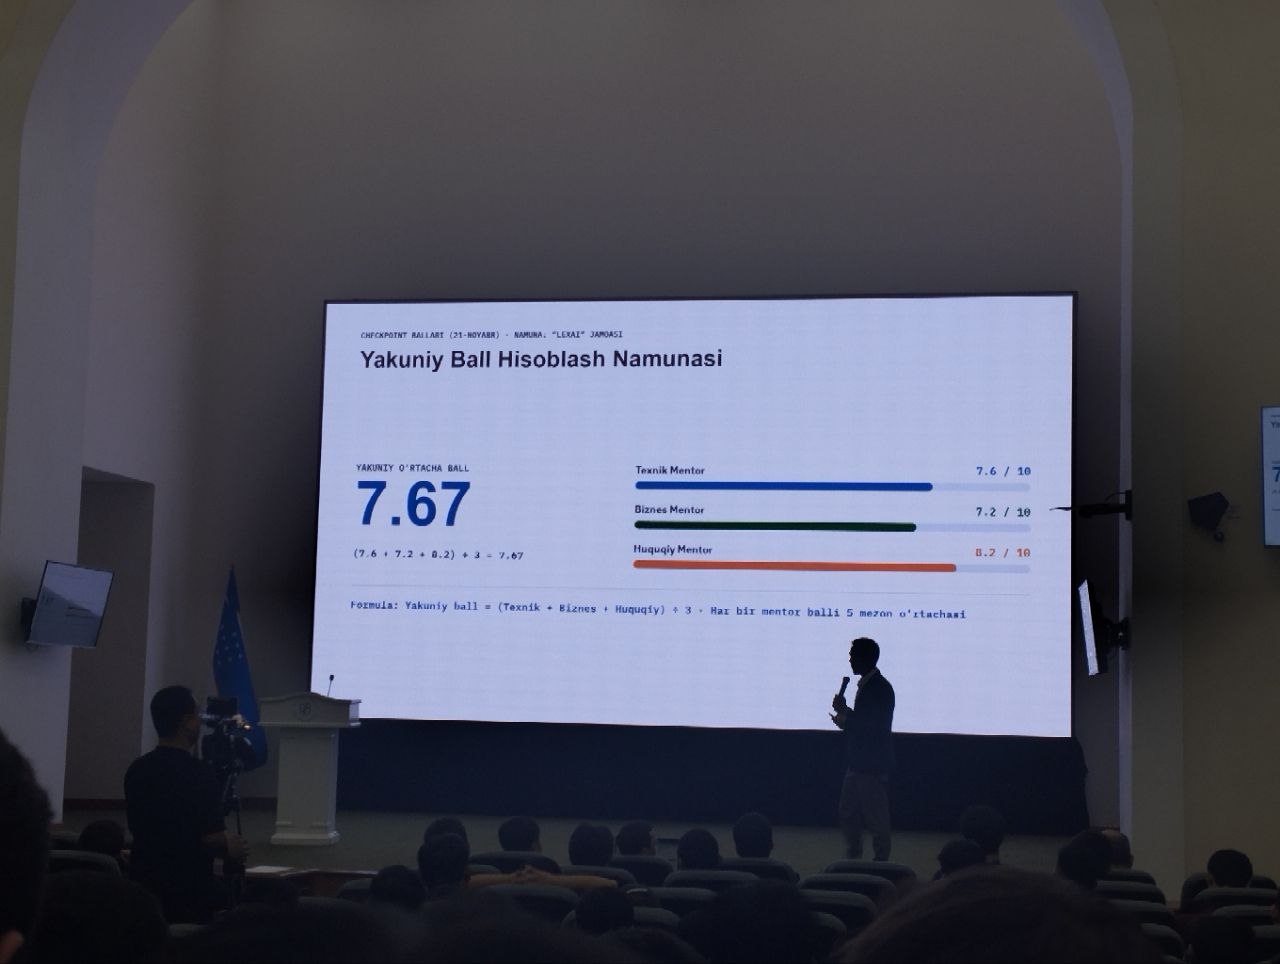 CHECKPOINT BALLARI (21-NOYABR) · NAMUNA: "LEXAI" JAMOASI
Yakuniy Ball Hisoblash Namunasi
YAKUNIY O'RTACHA BALL
7.67
(7.6 + 7.2 + 8.2) ÷ 3 = 7.67
Texnik Mentor
7.6 / 10
Biznes Mentor
7.2 / 10
Huquqiy Mentor
8.2 / 10
Formula: Yakuniy ball = (Texnik + Biznes + Huquqiy) ÷ 3 · Har bir mentor balli 5 mezon o'rtachasi